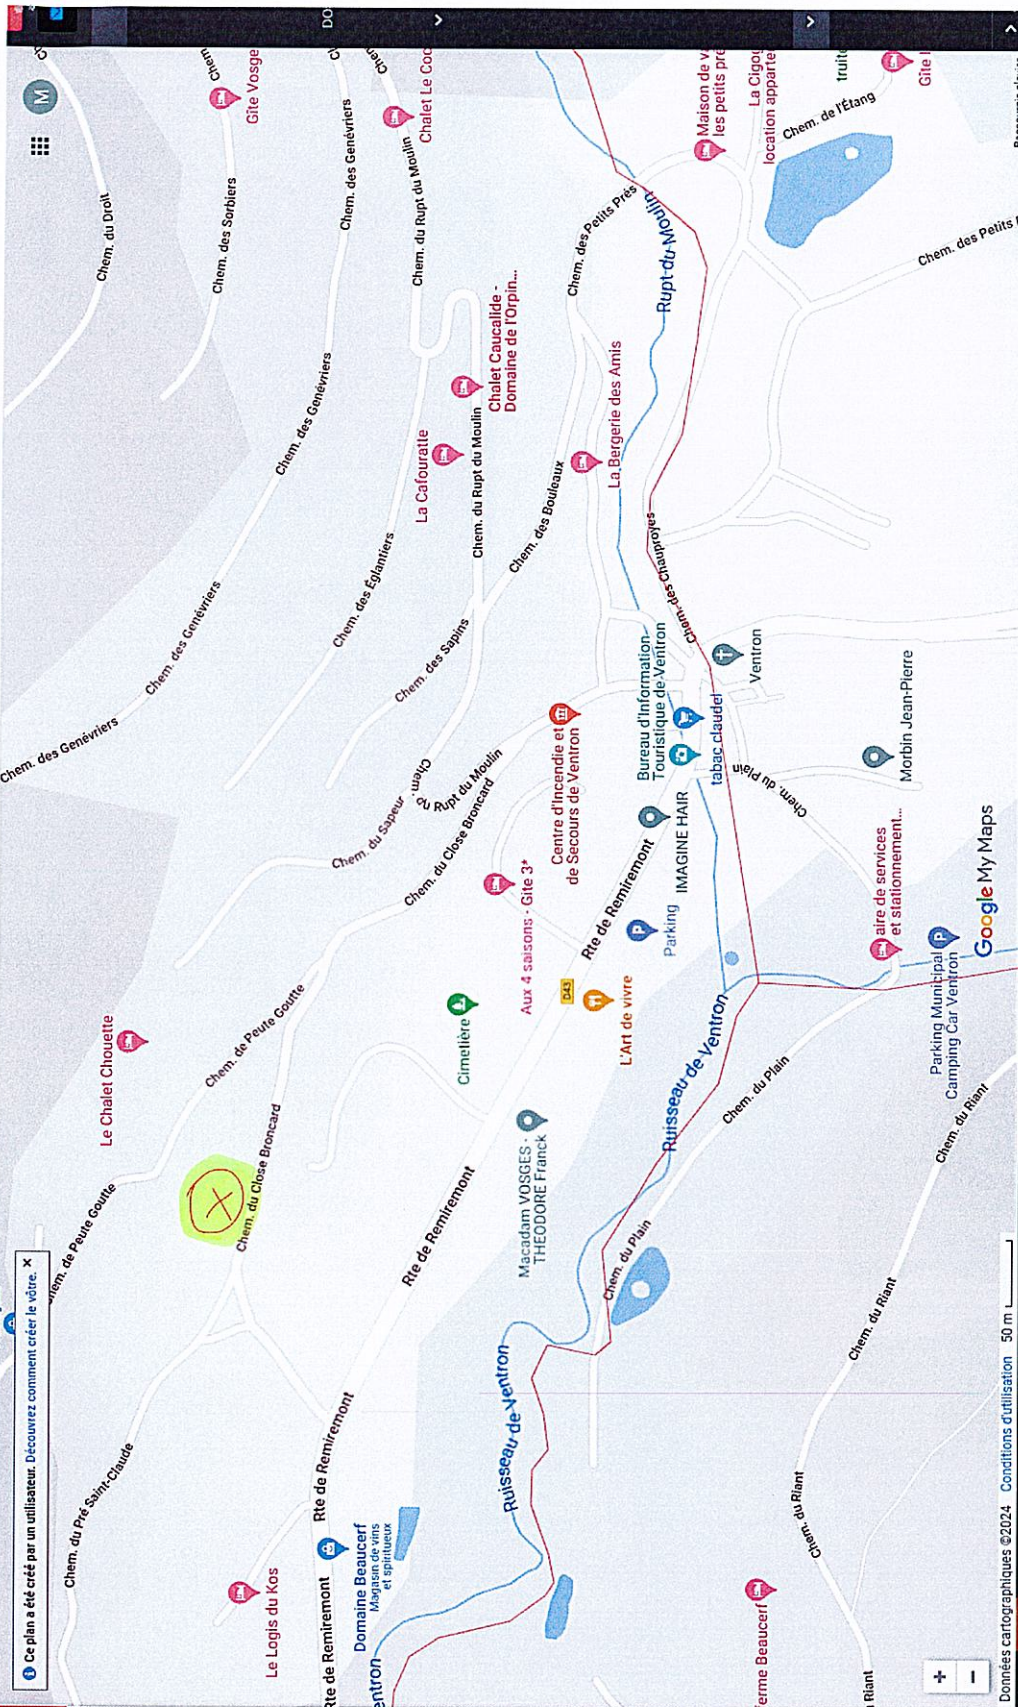 Ce plan a été créé par un utilisateur. Découvrez comment créer le vôtre. X
DO
M
Chem. de Peute Goutte
Le Chalet Chouette
Chem. des Genévriers
Chem. du Droit
Chem. du Pré Saint-Claude
Chem. de Peute Goutte
Chem. des Genévriers
Chem. des Sorbiers
Chem
Gîte Vosge
X
Chem. du Close Broncard
Chem. des Genévriers
Chem. des Genévriers
Le Logis du Kos
Chem. du Sapeur
Chem. des Églantiers
Chem. du Rupt du Moulin
Chalet Le Coc
Rte de Remiremont
Rte de Remiremont
Rte de Remiremont
Chem. du Close Broncard
Chem. du Rupt du Moulin
Chem. des Sapins
La Cafouratte
Domaine Beaucerf
Magasin de vins
et spiritueux
Cimetière
Chem. du Rupt du Moulin
Chalet Caucalide -
Domaine de l'Orpin...
Ruisseau de Ventron
Macadam VOSGES -
THEODORE Franck
Aux 4 saisons - Gîte 3*
Centre d'Incendie et
de Secours de Ventron
Chem. des Bouleaux
Chem. des Petits Prés
D43
Rte de Remiremont
L'Art de vivre
La Bergerie des Amis
Chem. du Plain
Ruisseau de Ventron
Parking
IMAGINE HAIR
Bureau d'Information
Touristique de Ventron
Chem. des Chauproyes
Rupt du Moulin
tabac claudel
Ventron
Maison de va
les petits pré
La Cigog
location apparte
Chem. du Plain
Chem. du Plain
Chem. de l'Étang
truite
Gîte l
Ferme Beaucerf
Chem. du Riant
Chem. du Riant
Chem. du Riant
Riant
aire de services
et stationnement...
Morbin Jean-Pierre
Chem. des Petits
Parking Municipal
Camping Car Ventron
Google My Maps
+
−
Données cartographiques ©2024 Conditions d'utilisation 50 m
entron